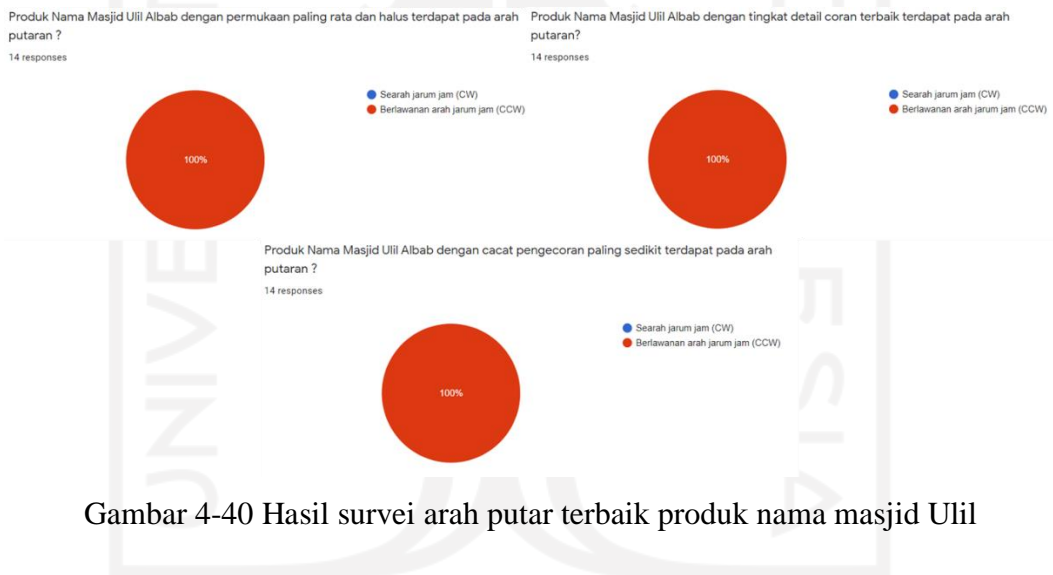 Produk Nama Masjid Ulil Albab dengan permukaan paling rata dan halus terdapat pada arah
putaran ?
14 responses
Searah jarum jam (CW)
Berlawanan arah jarum jam (CCW)
100%
Produk Nama Masjid Ulil Albab dengan tingkat detail coran terbaik terdapat pada arah
putaran?
14 responses
Searah jarum jam (CW)
Berlawanan arah jarum jam (CCW)
100%
Produk Nama Masjid Ulil Albab dengan cacat pengecoran paling sedikit terdapat pada arah
putaran ?
14 responses
Searah jarum jam (CW)
Berlawanan arah jarum jam (CCW)
100%
Gambar 4-40 Hasil survei arah putar terbaik produk nama masjid Ulil